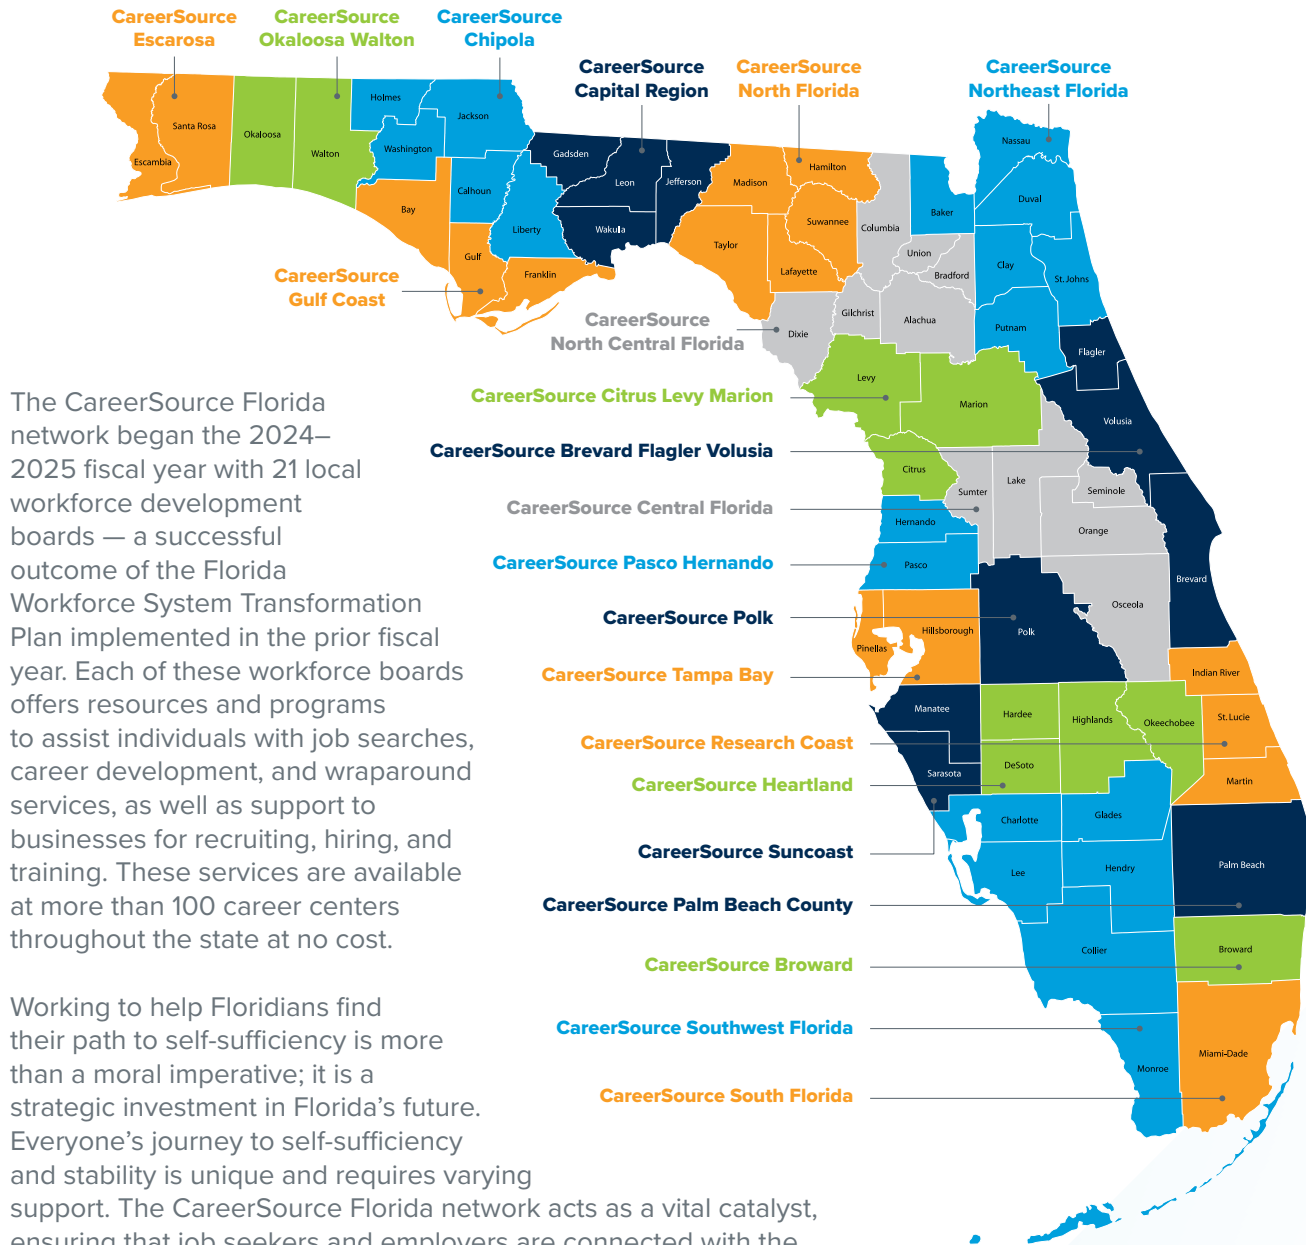 CareerSource
Escarosa
CareerSource
Okaloosa Walton
CareerSource
Chipola
CareerSource
Capital Region
CareerSource
North Florida
CareerSource
Northeast Florida
Holmes
Jackson
Santa Rosa
Okaloosa
Walton
Washington
Escambia
Gadsden
Leon
Jefferson
Madison
Hamilton
Nassau
Calhoun
Bay
Liberty
Wakulla
Taylor
Suwannee
Columbia
Baker
Duval
Gulf
Franklin
Lafayette
Union
Bradford
Clay
St. Johns
CareerSource
Gulf Coast
Gilchrist
Alachua
Putnam
CareerSource
North Central Florida
Dixie
Flagler
Levy
Marion
Volusia
CareerSource Citrus Levy Marion
CareerSource Brevard Flagler Volusia
Citrus
Sumter
Lake
Seminole
CareerSource Central Florida
Hernando
Orange
CareerSource Pasco Hernando
Pasco
Brevard
Osceola
CareerSource Polk
Hillsborough
Polk
Pinellas
CareerSource Tampa Bay
Indian River
Manatee
Hardee
Highlands
Okeechobee
St. Lucie
CareerSource Research Coast
DeSoto
Sarasota
Martin
CareerSource Heartland
Charlotte
Glades
CareerSource Suncoast
Lee
Hendry
Palm Beach
CareerSource Palm Beach County
Collier
Broward
CareerSource Broward
CareerSource Southwest Florida
Monroe
Miami-Dade
CareerSource South Florida
The CareerSource Florida
network began the 2024–
2025 fiscal year with 21 local
workforce development
boards — a successful
outcome of the Florida
Workforce System Transformation
Plan implemented in the prior fiscal
year. Each of these workforce boards
offers resources and programs
to assist individuals with job searches,
career development, and wraparound
services, as well as support to
businesses for recruiting, hiring, and
training. These services are available
at more than 100 career centers
throughout the state at no cost.
Working to help Floridians find
their path to self-sufficiency is more
than a moral imperative; it is a
strategic investment in Florida's future.
Everyone's journey to self-sufficiency
and stability is unique and requires varying
support. The CareerSource Florida network acts as a vital catalyst,
ensuring that job seekers and employers are connected with the